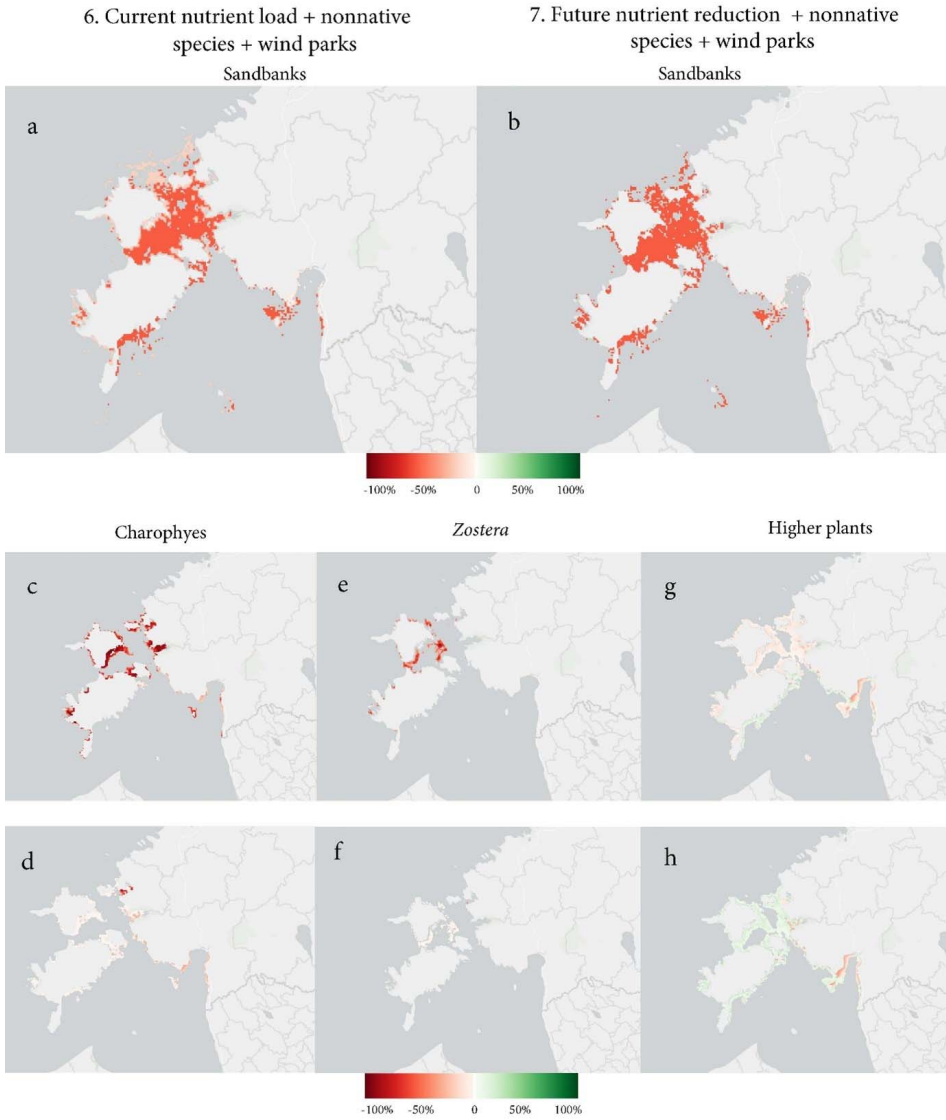 6. Current nutrient load + nonnative
species + wind parks
7. Future nutrient reduction + nonnative
species + wind parks
Sandbanks
Sandbanks
a
b
-100% -50% 0 50% 100%
Charophyes
Zostera
Higher plants
c
e
g
d
f
h
-100% -50% 0 50% 100%